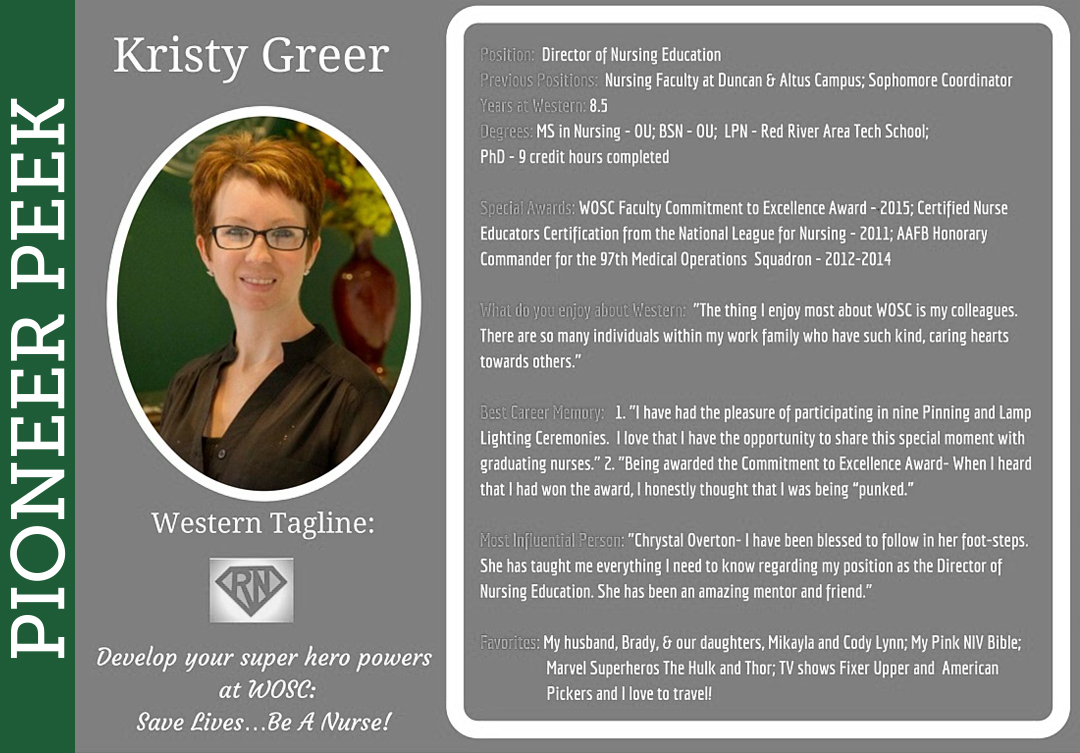 PIONEER PEEK
Kristy Greer
Western Tagline:
RN
Develop your super hero powers
at WOSC:
Save Lives...Be A Nurse!
Position: Director of Nursing Education
Previous Positions: Nursing Faculty at Duncan & Altus Campus; Sophomore Coordinator
Years at Western: 8.5
Degrees: MS in Nursing - OU; BSN - OU; LPN - Red River Area Tech School;
PhD - 9 credit hours completed
Special Awards: WOSC Faculty Commitment to Excellence Award - 2015; Certified Nurse
Educators Certification from the National League for Nursing - 2011; AAFB Honorary
Commander for the 97th Medical Operations Squadron - 2012-2014
What do you enjoy about Western: "The thing I enjoy most about WOSC is my colleagues.
There are so many individuals within my work family who have such kind, caring hearts
towards others."
Best Career Memory: 1. "I have had the pleasure of participating in nine Pinning and Lamp
Lighting Ceremonies. I love that I have the opportunity to share this special moment with
graduating nurses." 2. "Being awarded the Commitment to Excellence Award- When I heard
that I had won the award, I honestly thought that I was being “punked.”
Most Influential Person: "Chrystal Overton- I have been blessed to follow in her foot-steps.
She has taught me everything I need to know regarding my position as the Director of
Nursing Education. She has been an amazing mentor and friend."
Favorites: My husband, Brady, & our daughters, Mikayla and Cody Lynn; My Pink NIV Bible;
Marvel Superheros The Hulk and Thor; TV shows Fixer Upper and American
Pickers and I love to travel!